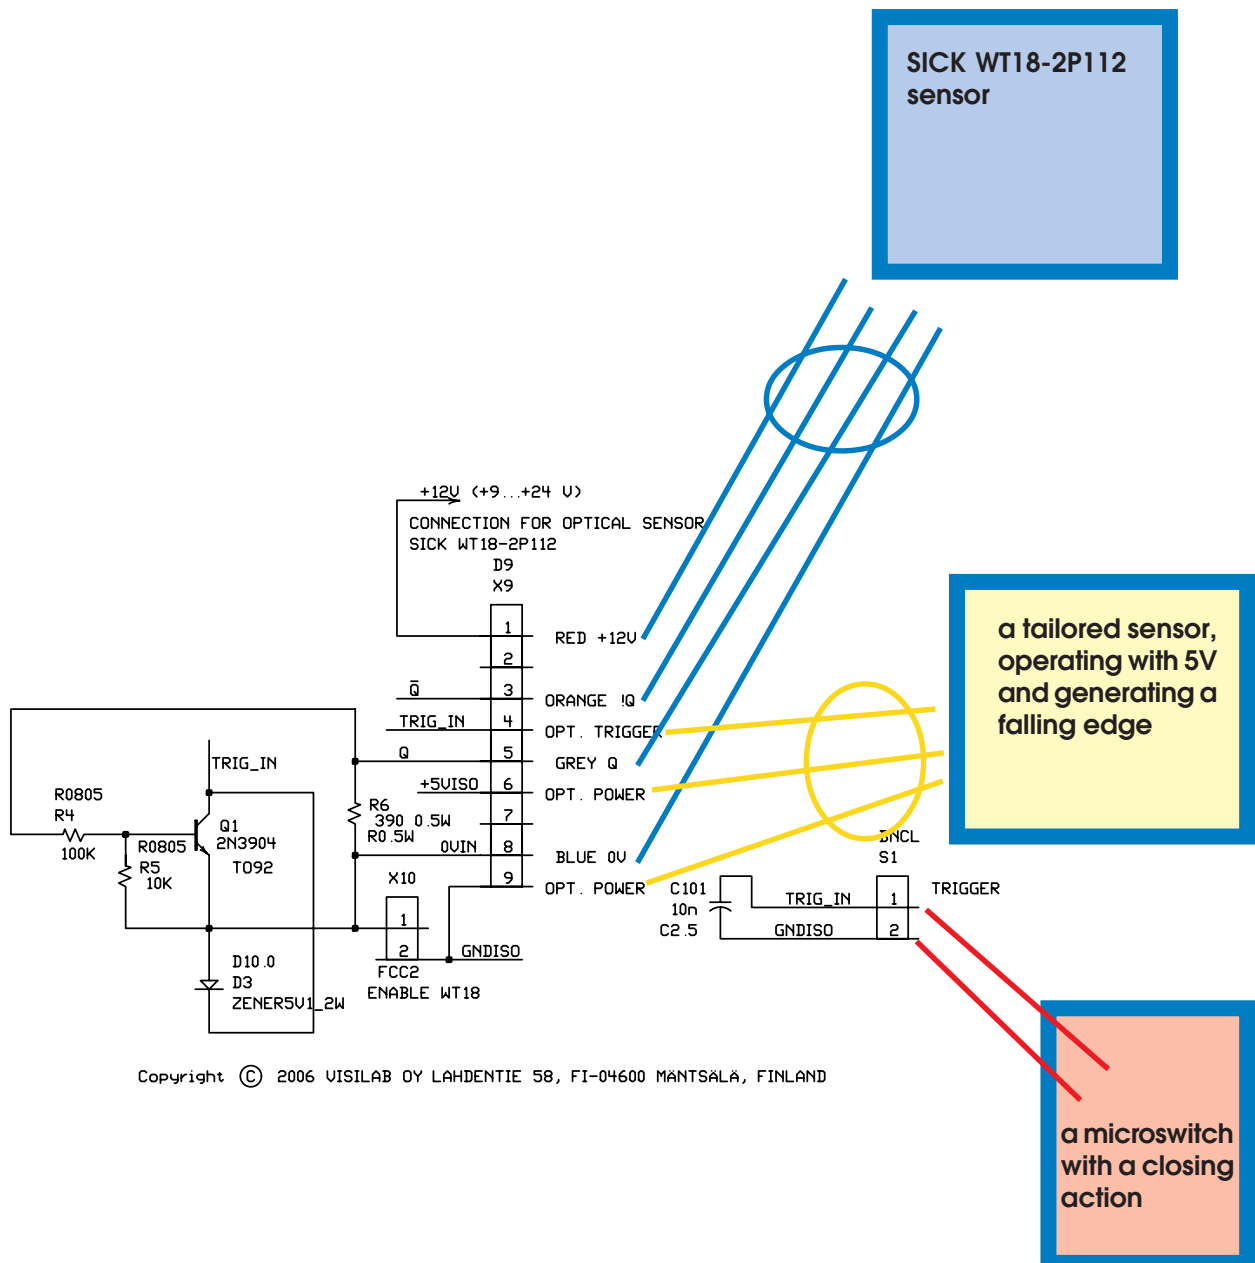 SICK WT18-2P112
sensor
+12V (+9...+24 V)
CONNECTION FOR OPTICAL SENSOR
SICK WT18-2P112
D9
X9
1
RED +12V
2
a tailored sensor,
operating with 5V
and generating a
falling edge
Q̅
3
ORANGE !Q
TRIG_IN
4
OPT. TRIGGER
Q
5
GREY Q
TRIG_IN
+5VISO
6
OPT. POWER
R0805
R4
100K
R6
390 0.5W
R0.5W
7
Q1
2N3904
TO92
R0805
R5
10K
0VIN
8
BLUE 0V
BNCL
S1
X10
9
OPT. POWER
C101
10n
C2.5
TRIG_IN
1
TRIGGER
GNDISO
2
1
2
GNDISO
FCC2
ENABLE WT18
D10.0
D3
ZENER5V1_2W
Copyright © 2006 VISILAB OY LAHDENTIE 58, FI-04600 MÄNTSÄLÄ, FINLAND
a microswitch
with a closing
action